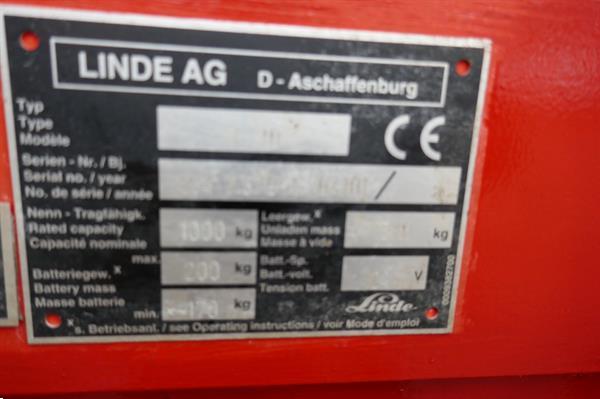 LINDE AG D - Aschaffenburg
Typ
Type
Modèle
CE
Serien - Nr. / Bj.
Serial no. / year
No. de série / année
/
Nenn - Tragfähigk.
Rated capacity
Capacité nominale
1000 kg
Leergew. x
Unladen mass
Masse à vide
kg
Batteriegew. x
Battery mass
Masse batterie
max. 200 kg
min. 170 kg
Batt.-Sp.
Batt.-volt.
Tension batt.
V
Linde
x s. Betriebsanl. / see Operating instructions / voir Mode d'emploi